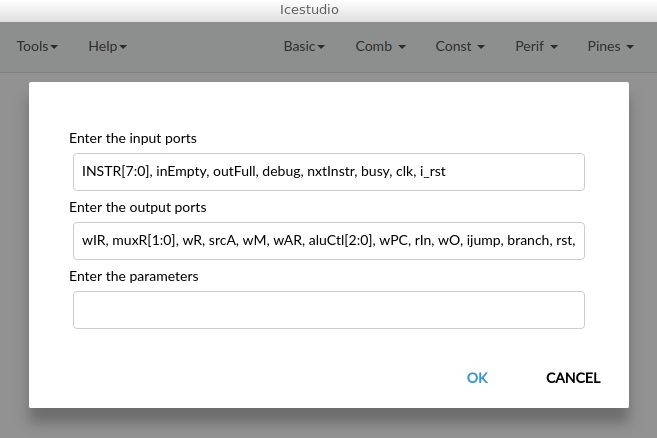 Icestudio
Tools Help Basic Comb Const Perif Pines
Enter the input ports
INSTR[7:0], inEmpty, outFull, debug, nxtInstr, busy, clk, i_rst
Enter the output ports
wIR, muxR[1:0], wR, srcA, wM, wAR, aluCtl[2:0], wPC, rIn, wO, ijump, branch, rst,
Enter the parameters
OK CANCEL